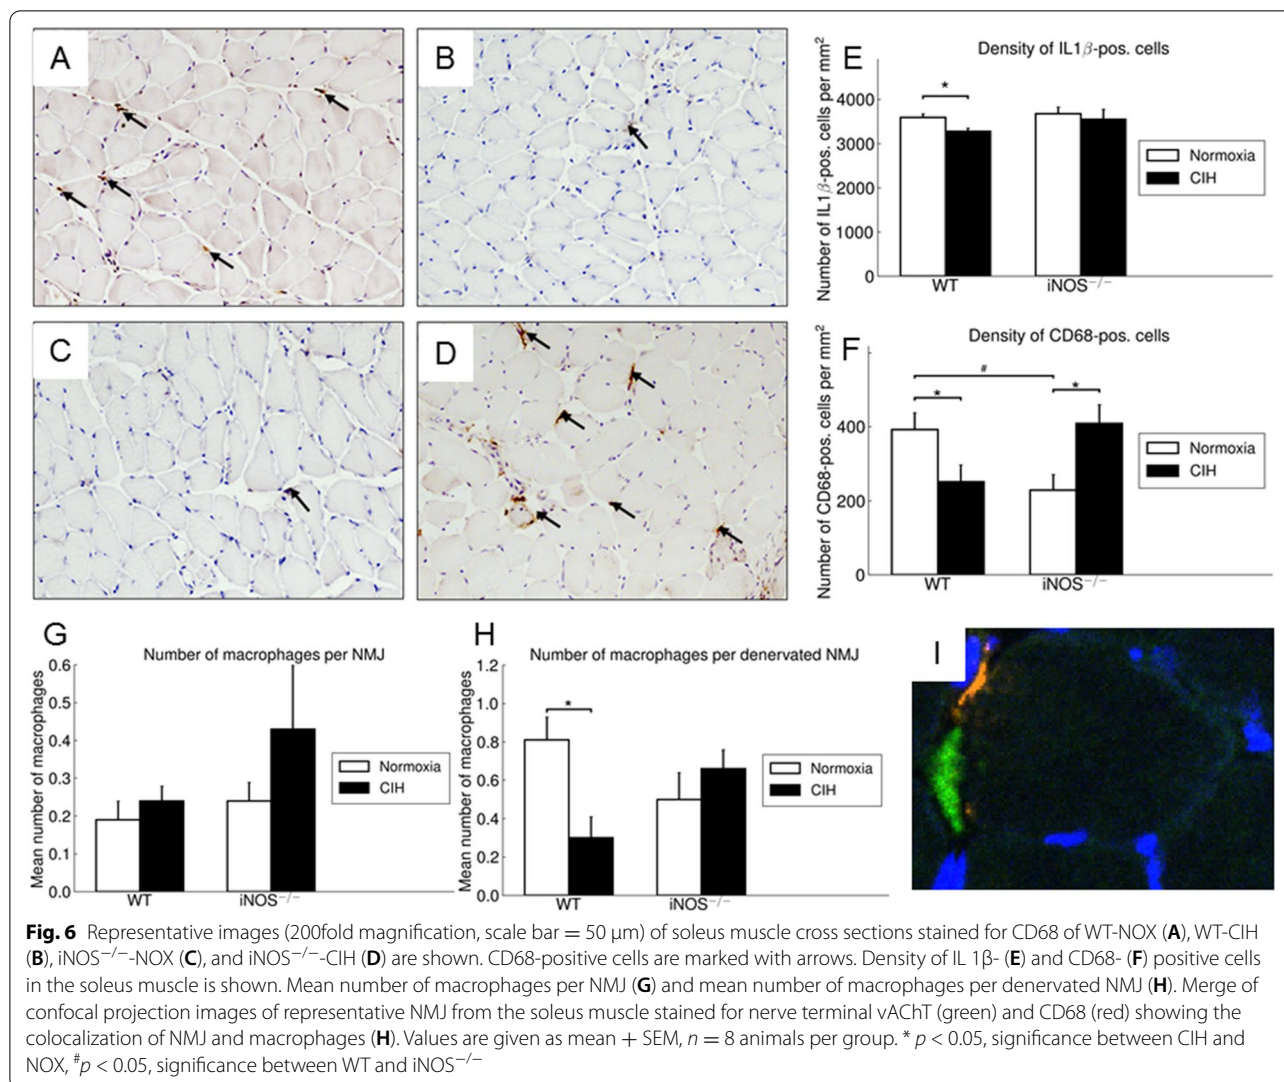 A
B
C
D
E
Density of IL1β-pos. cells
Number of IL1β-pos. cells per mm²
4000
3000
2000
1000
0
*
Normoxia
CIH
WT
iNOS⁻/⁻
F
Density of CD68-pos. cells
Number of CD68-pos. cells per mm²
400
200
0
#
*
*
Normoxia
CIH
WT
iNOS⁻/⁻
G
Number of macrophages per NMJ
Mean number of macrophages
0.6
0.5
0.4
0.3
0.2
0.1
0.0
Normoxia
CIH
WT
iNOS⁻/⁻
H
Number of macrophages per denervated NMJ
Mean number of macrophages
1.2
1.0
0.8
0.6
0.4
0.2
0.0
*
Normoxia
CIH
WT
iNOS⁻/⁻
I
Fig. 6 Representative images (200fold magnification, scale bar = 50 µm) of soleus muscle cross sections stained for CD68 of WT-NOX (A), WT-CIH
(B), iNOS⁻/⁻-NOX (C), and iNOS⁻/⁻-CIH (D) are shown. CD68-positive cells are marked with arrows. Density of IL 1β- (E) and CD68- (F) positive cells
in the soleus muscle is shown. Mean number of macrophages per NMJ (G) and mean number of macrophages per denervated NMJ (H). Merge of
confocal projection images of representative NMJ from the soleus muscle stained for nerve terminal vAChT (green) and CD68 (red) showing the
colocalization of NMJ and macrophages (H). Values are given as mean + SEM, n = 8 animals per group. * p < 0.05, significance between CIH and
NOX, #p < 0.05, significance between WT and iNOS⁻/⁻